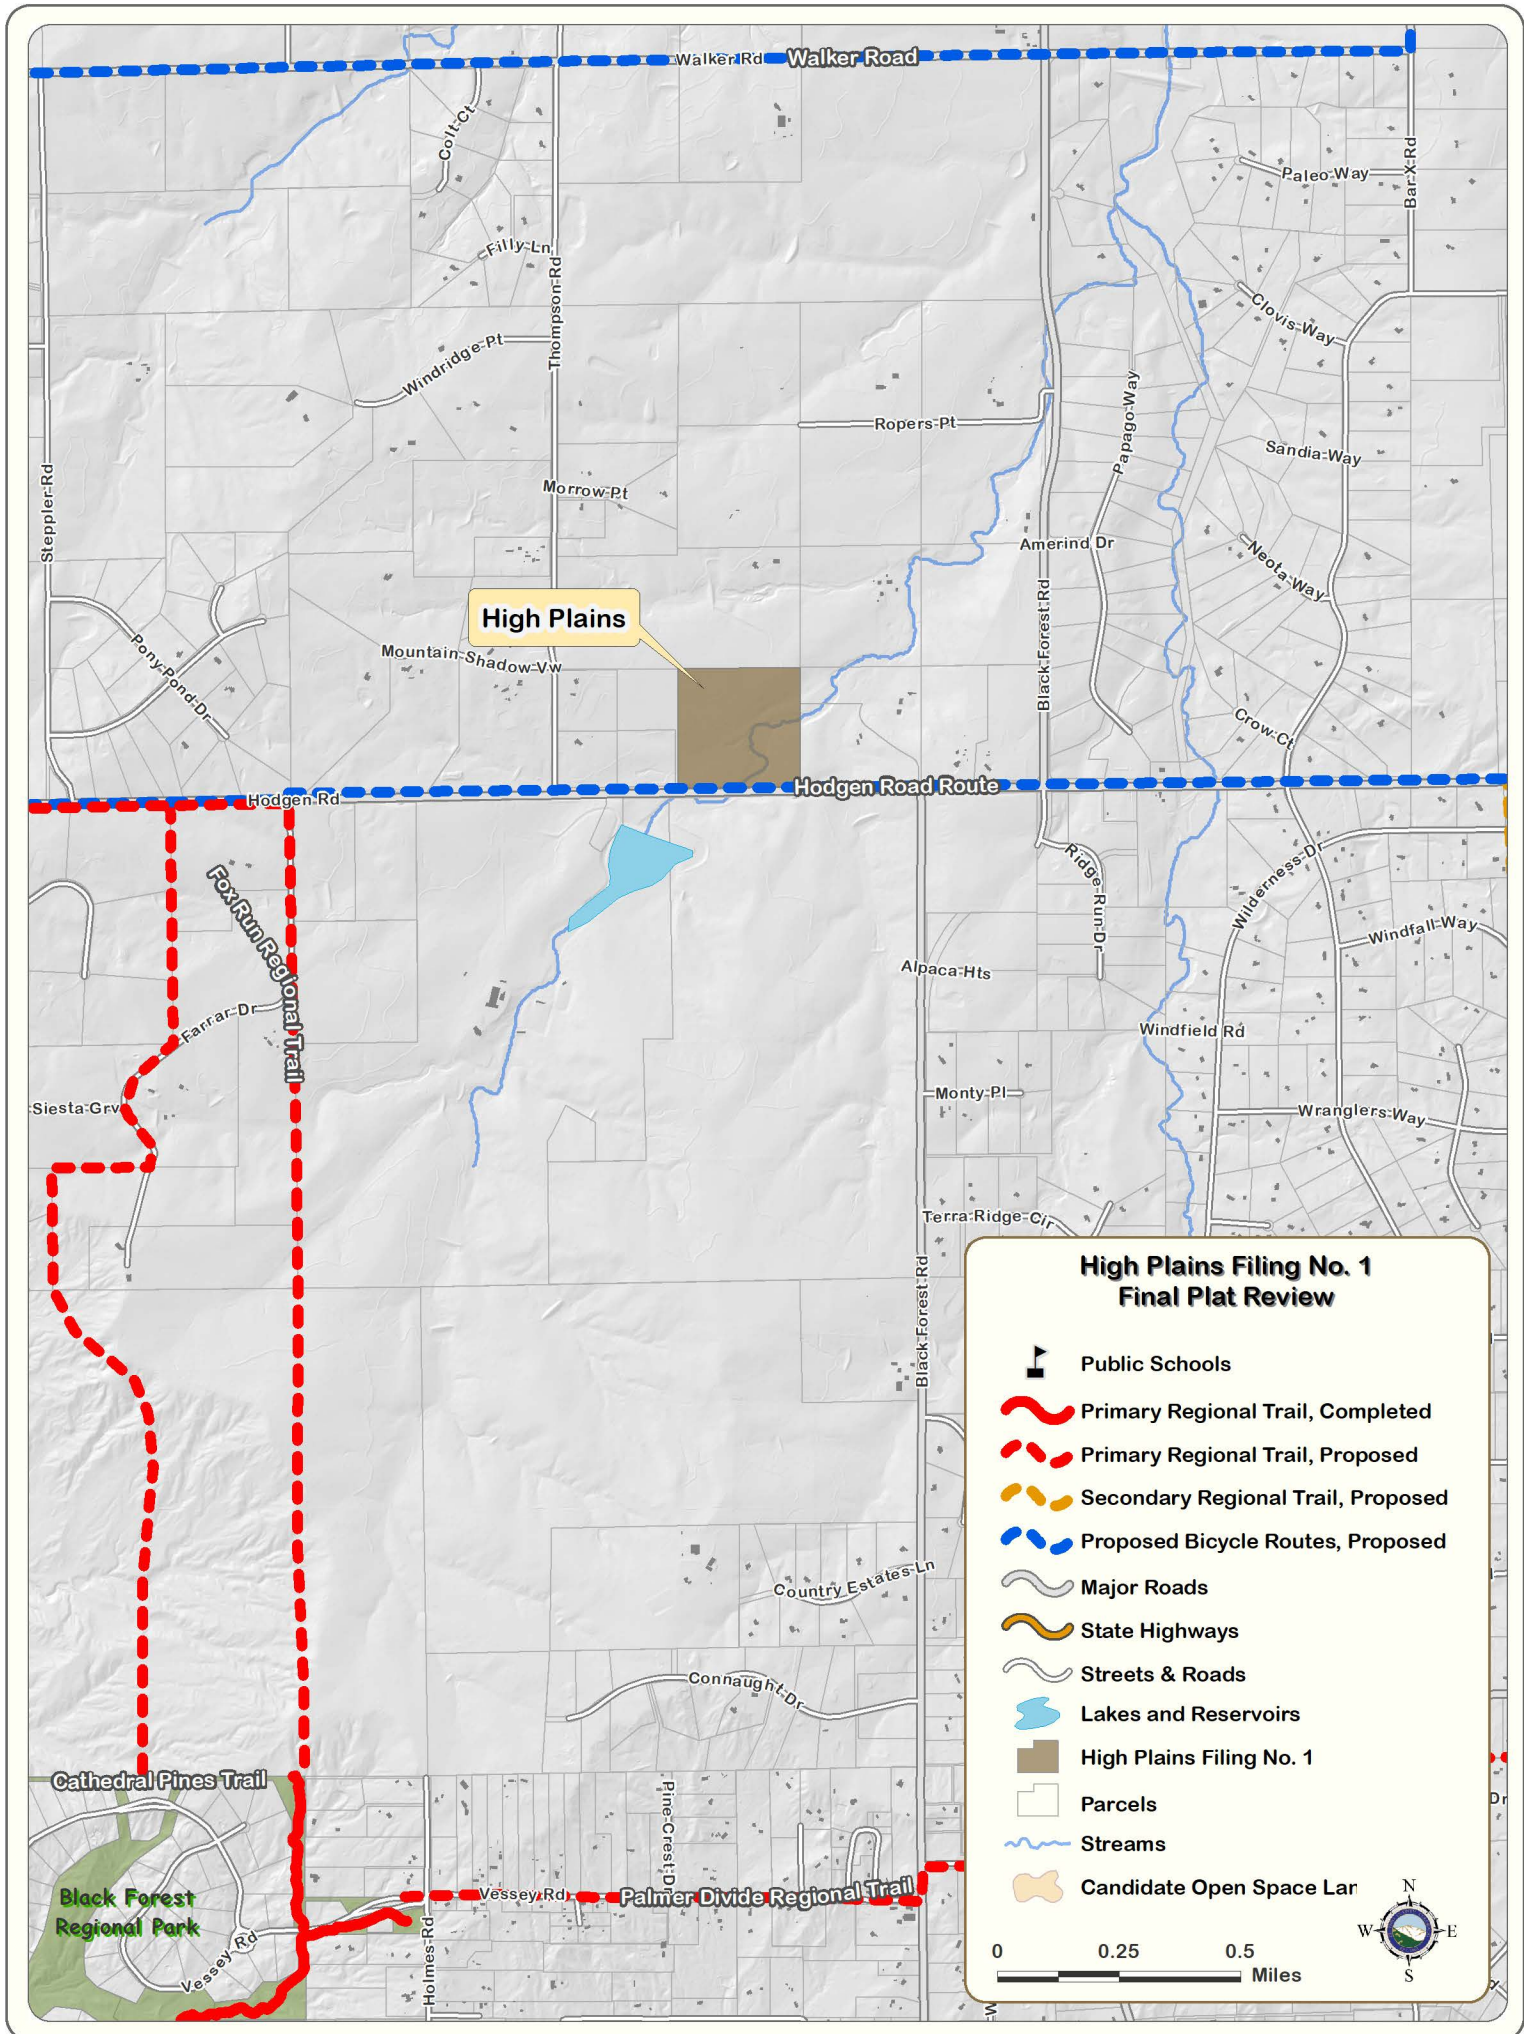 Walker Rd
Walker Road
Colt Ct
Paleo Way
Bar X Rd
Filly Ln
Thompson Rd
Clovis Way
Windridge Pt
Ropers Pt
Papago Way
Sandia Way
Steppler Rd
Morrow Pt
Amerind Dr
Neota Way
Black Forest Rd
High Plains
Mountain Shadow Vw
Pony Pond Dr
Crow Ct
Hodgen Rd
Hodgen Road Route
Ridge Run Dr
Wilderness Dr
Fox Run Regional Trail
Windfall Way
Alpaca Hts
Farrar Dr
Windfield Rd
Siesta Grv
Monty Pl
Wranglers Way
Terra Ridge Cir
Black Forest Rd
High Plains Filing No. 1
Final Plat Review
Public Schools
Primary Regional Trail, Completed
Primary Regional Trail, Proposed
Secondary Regional Trail, Proposed
Proposed Bicycle Routes, Proposed
Major Roads
State Highways
Streets & Roads
Lakes and Reservoirs
High Plains Filing No. 1
Parcels
Streams
Candidate Open Space Lan
N
W
E
S
0 0.25 0.5
Miles
Country Estates Ln
Connaught Dr
Cathedral Pines Trail
Pine Crest Dr
Dr
Black Forest
Regional Park
Vessey Rd
Palmer Divide Regional Trail
Vessey Rd
Holmes Rd